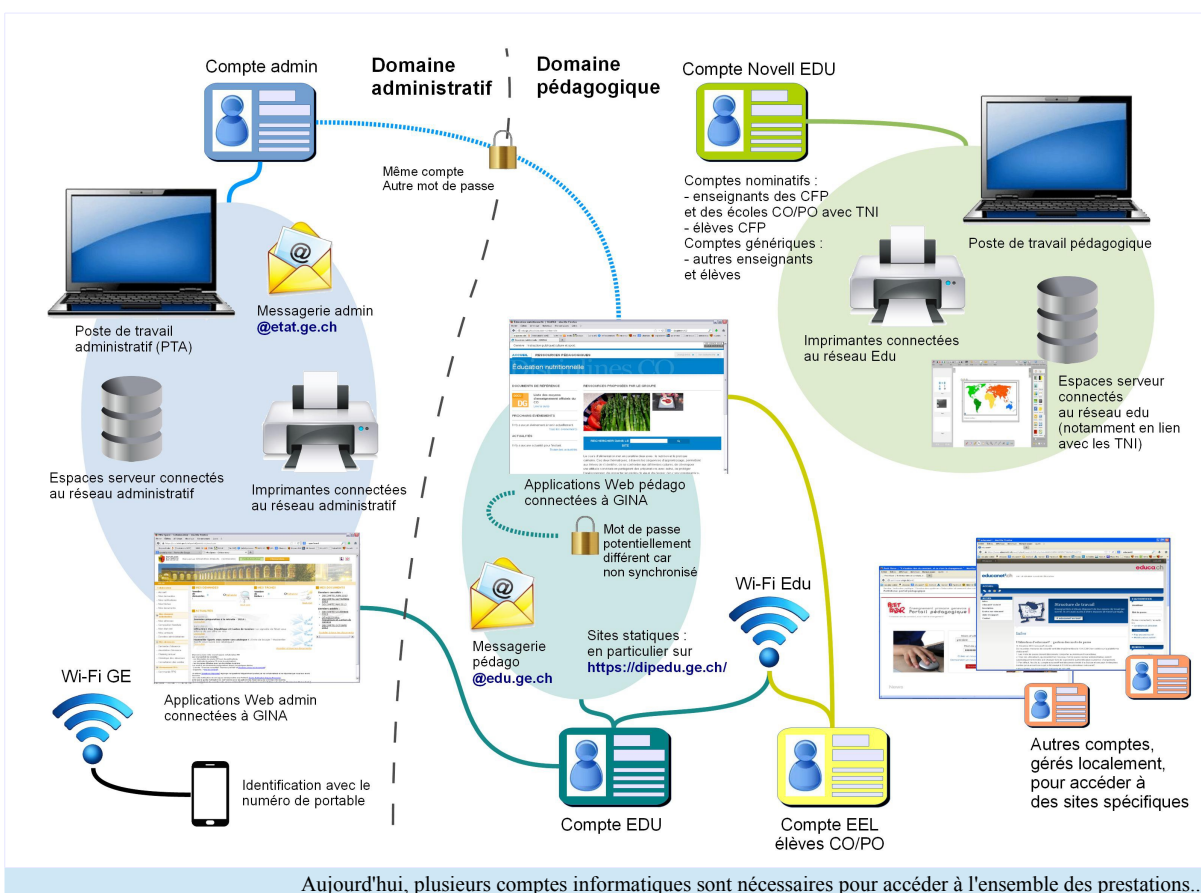 Compte admin
Domaine
administratif
Domaine
pédagogique
Compte Novell EDU
Même compte
Autre mot de passe
Comptes nominatifs :
- enseignants des CFP
et des écoles CO/PO avec TNI
- élèves CFP
Comptes génériques :
- autres enseignants
et élèves
Poste de travail pédagogique
Messagerie admin
@etat.ge.ch
Poste de travail
administratif (PTA)
Imprimantes connectées
au réseau Edu
Espaces serveur
connectés
au réseau edu
(notamment en lien
avec les TNI)
Espaces serveur connectés
au réseau administratif
Imprimantes connectées
au réseau administratif
Éducation nutritionnelle
Applications Web pédago
connectées à GINA
Mot de passe
potentiellement
différent car
non synchronisé
Wi-Fi Edu
educanet²
educa.ch
Messagerie
pédago
@edu.ge.ch
Sites statiques :
en particulier sur
https://dipedu.ge.ch/
Wi-Fi GE
Applications Web admin
connectées à GINA
Identification avec le
numéro de portable
Compte EDU
Compte EEL
élèves CO/PO
Autres comptes,
gérés localement,
pour accéder à
des sites spécifiques
Aujourd'hui, plusieurs comptes informatiques sont nécessaires pour accéder à l'ensemble des prestations..